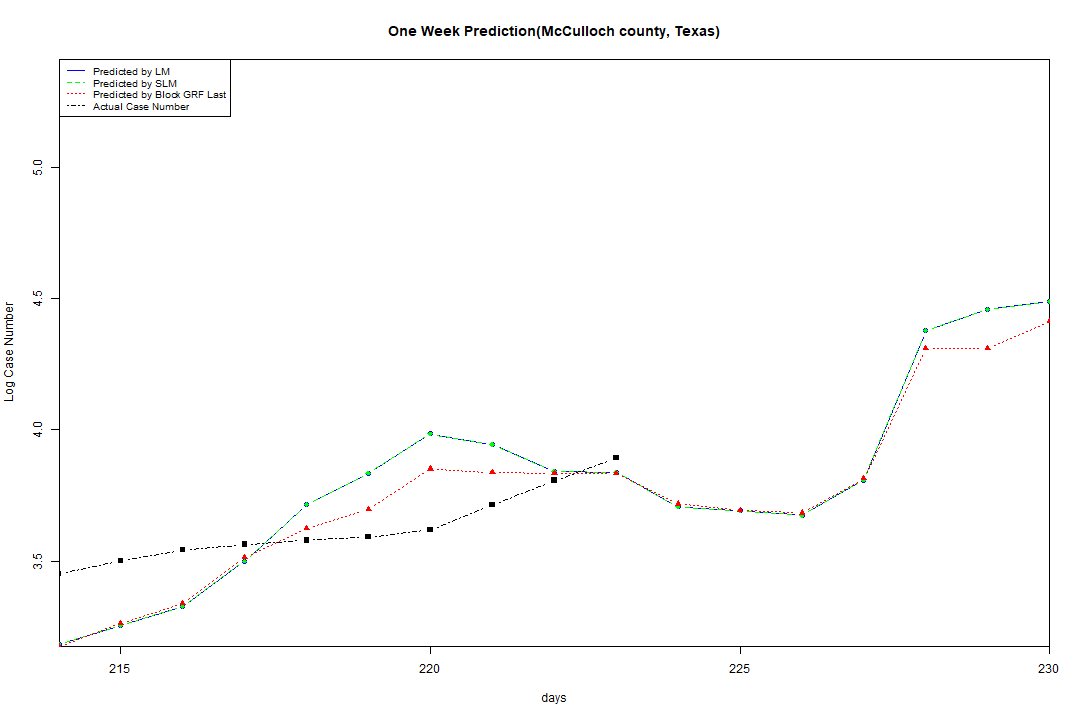 One Week Prediction(McCulloch county, Texas)
Predicted by LM
Predicted by SLM
Predicted by Block GRF Last
Actual Case Number
5.0
4.5
4.0
3.5
Log Case Number
215
220
225
230
days